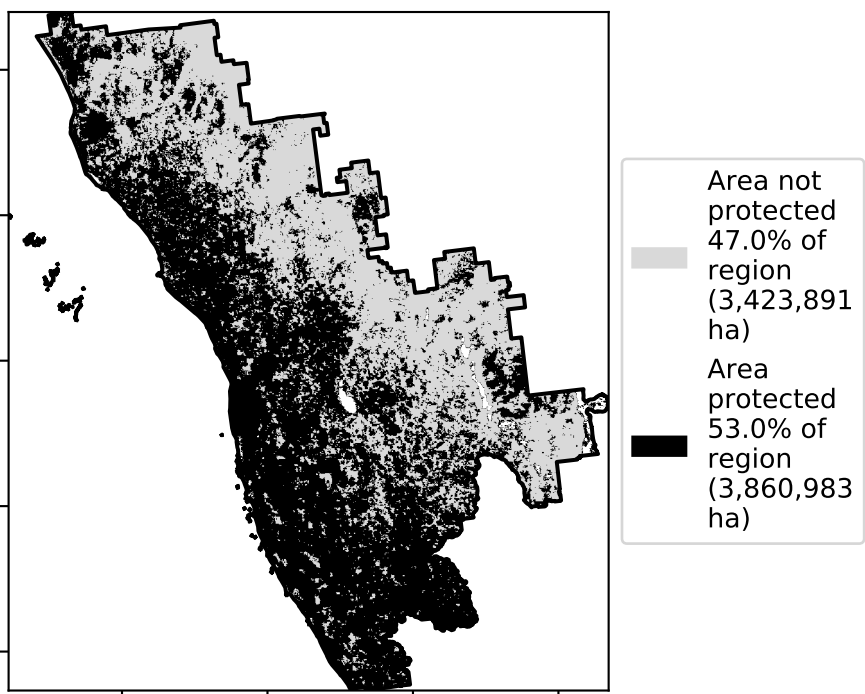 Area not
protected
47.0% of
region
(3,423,891
ha)
Area
protected
53.0% of
region
(3,860,983
ha)